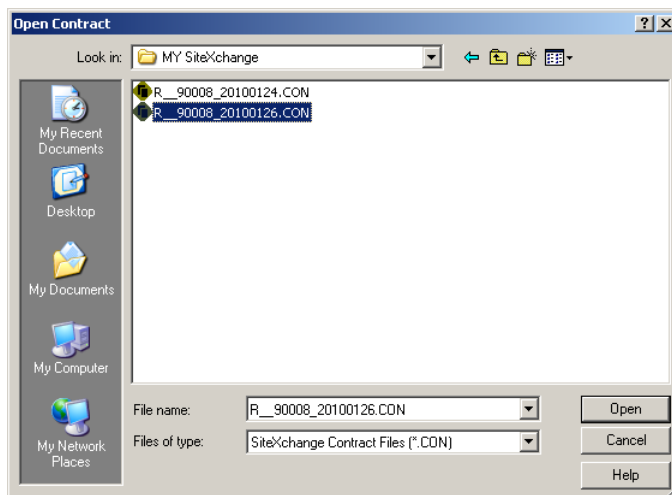 Open Contract
Look in: MY SiteXchange
R__90008_20100124.CON
R__90008_20100126.CON
My Recent
Documents
Desktop
My Documents
My Computer
My Network
Places
File name: R__90008_20100126.CON Open
Files of type: SiteXchange Contract Files (*.CON) Cancel
Help